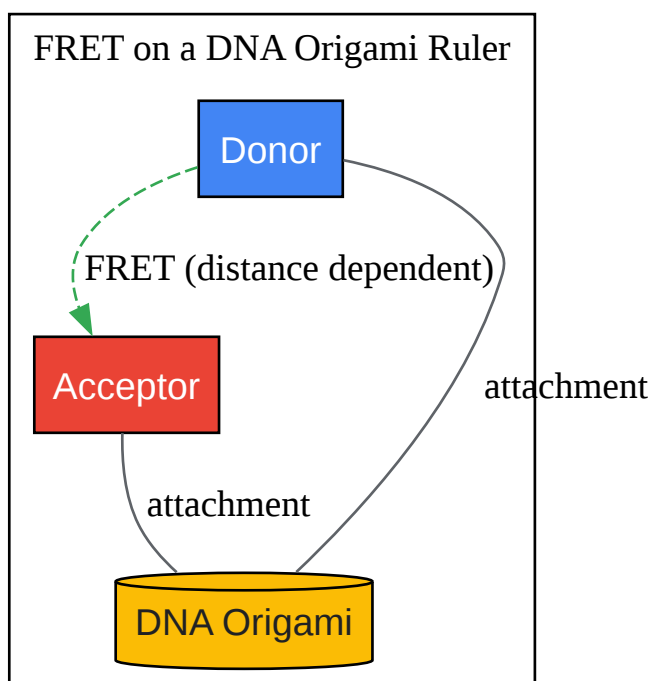 FRET on a DNA Origami Ruler
Donor
FRET (distance dependent)
Acceptor
attachment
attachment
DNA Origami